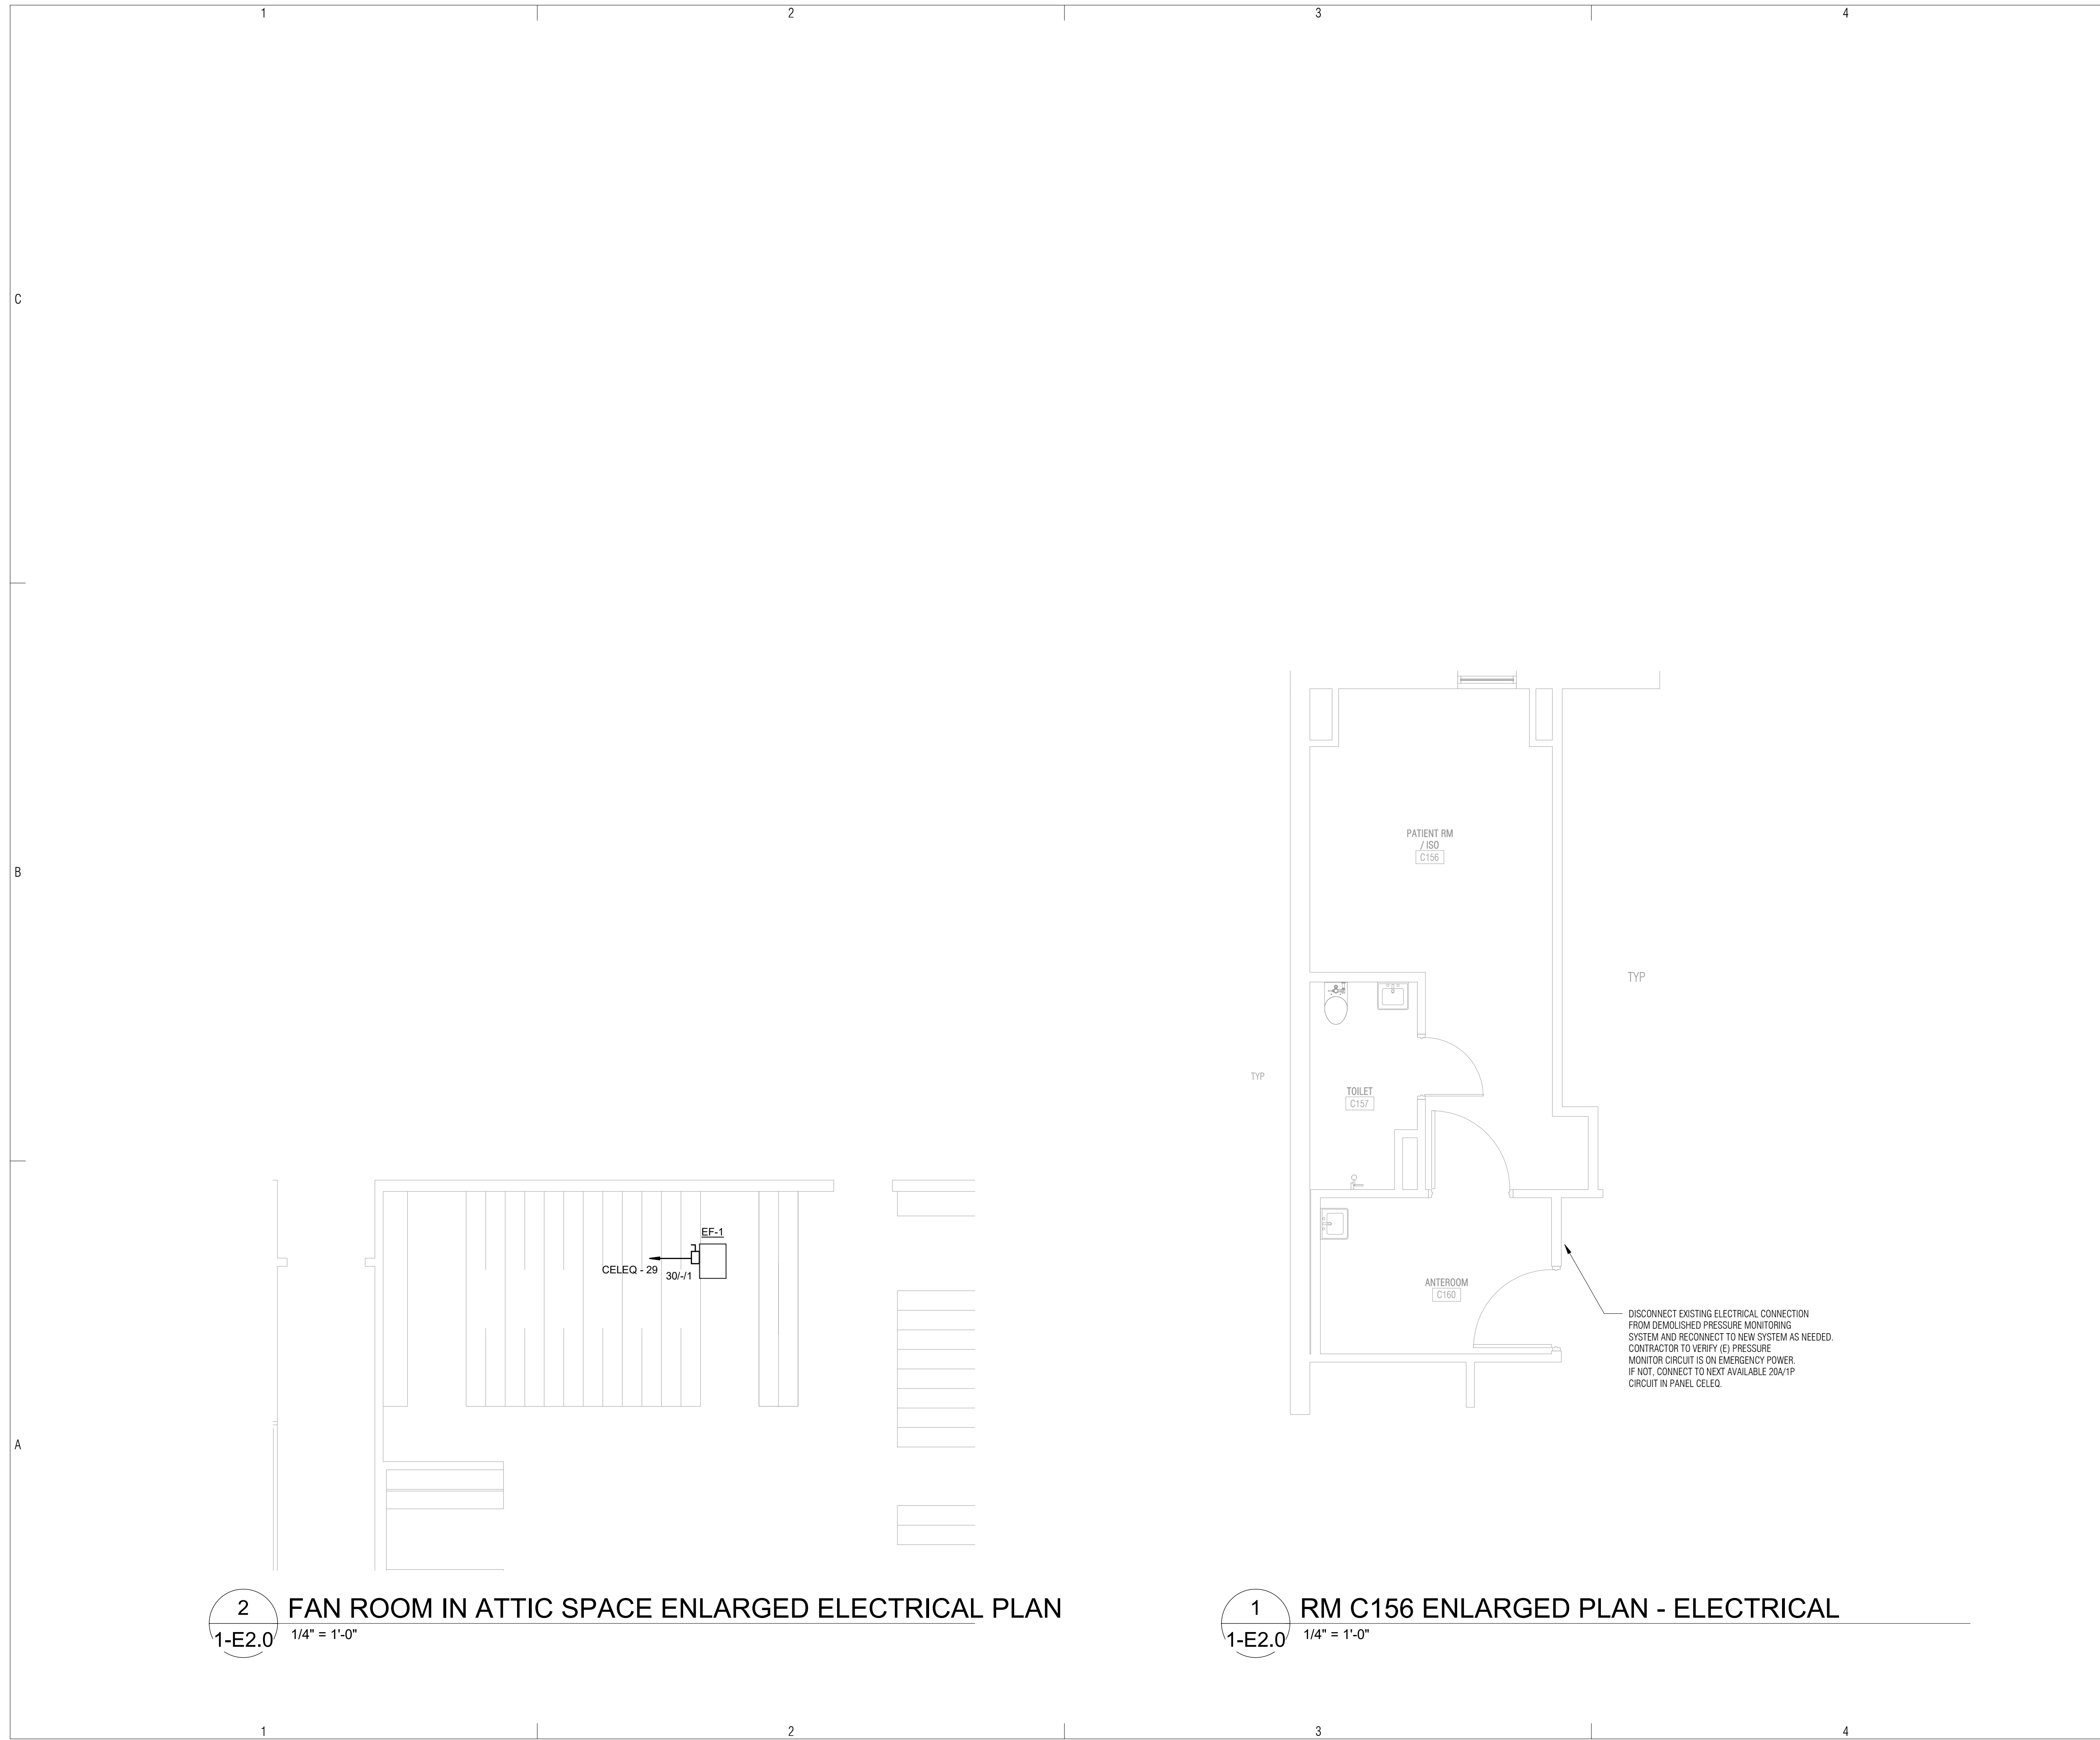 1 2 3 4
C
B
A
PATIENT RM
/ ISO
C156
TYP
TYP
TOILET
C157
ANTEROOM
C160
DISCONNECT EXISTING ELECTRICAL CONNECTION
FROM DEMOLISHED PRESSURE MONITORING
SYSTEM AND RECONNECT TO NEW SYSTEM AS NEEDED.
CONTRACTOR TO VERIFY (E) PRESSURE
MONITOR CIRCUIT IS ON EMERGENCY POWER.
IF NOT, CONNECT TO NEXT AVAILABLE 20A/1P
CIRCUIT IN PANEL CELEQ.
EF-1
CELEQ - 29
30/-/1
2
1-E2.0
FAN ROOM IN ATTIC SPACE ENLARGED ELECTRICAL PLAN
1/4" = 1'-0"
1
1-E2.0
RM C156 ENLARGED PLAN - ELECTRICAL
1/4" = 1'-0"
1 2 3 4